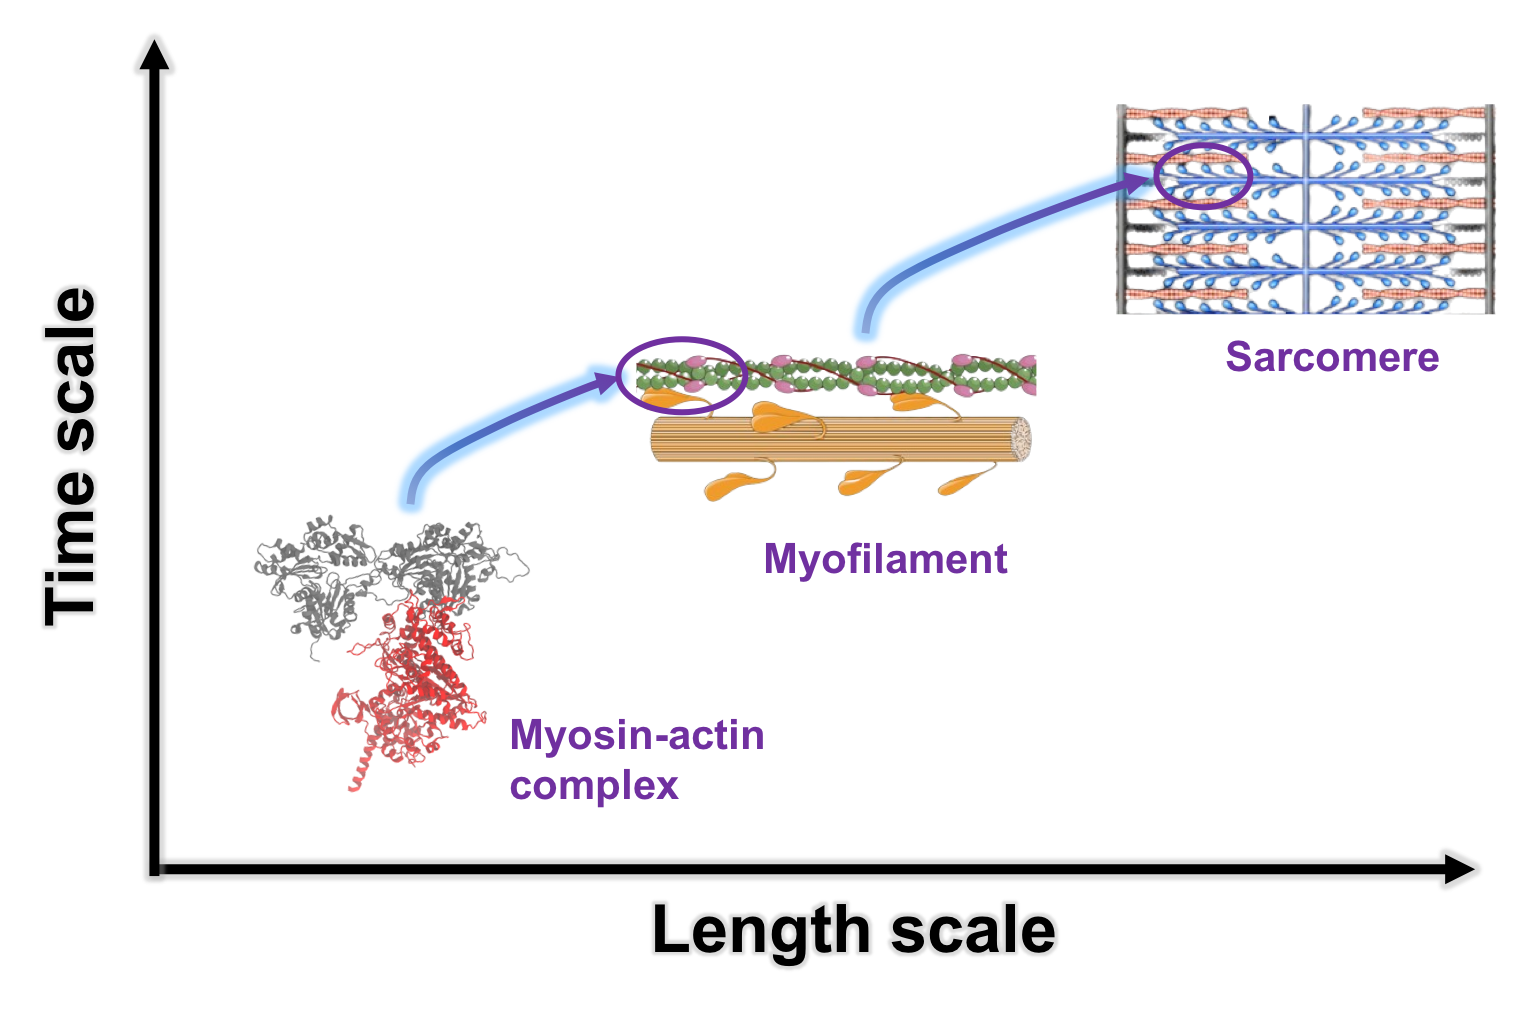 Time scale
Sarcomere
Myofilament
Myosin-actin
complex
Length scale